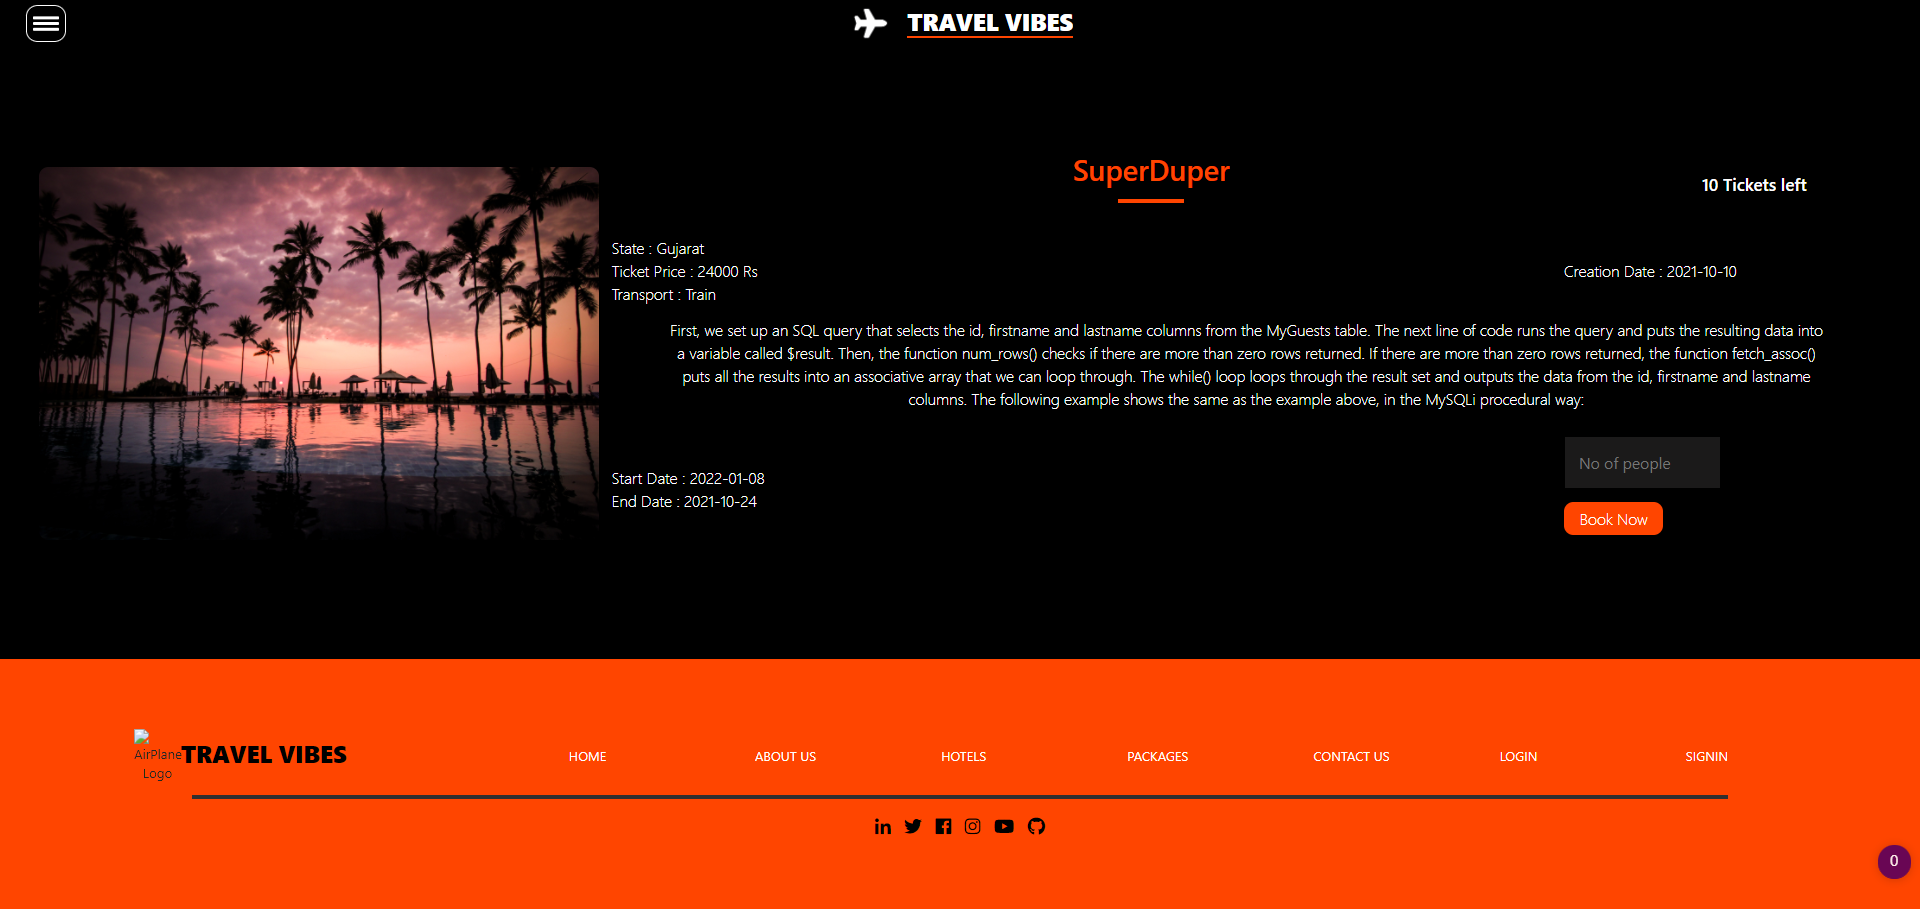 TRAVEL VIBES
SuperDuper
10 Tickets left
State : Gujarat
Ticket Price : 24000 Rs
Creation Date : 2021-10-10
Transport : Train
First, we set up an SQL query that selects the id, firstname and lastname columns from the MyGuests table. The next line of code runs the query and puts the resulting data into
a variable called $result. Then, the function num_rows() checks if there are more than zero rows returned. If there are more than zero rows returned, the function fetch_assoc()
puts all the results into an associative array that we can loop through. The while() loop loops through the result set and outputs the data from the id, firstname and lastname
columns. The following example shows the same as the example above, in the MySQLi procedural way:
No of people
Start Date : 2022-01-08
End Date : 2021-10-24
Book Now
AirPlane
Logo
TRAVEL VIBES
HOME
ABOUT US
HOTELS
PACKAGES
CONTACT US
LOGIN
SIGNIN
0